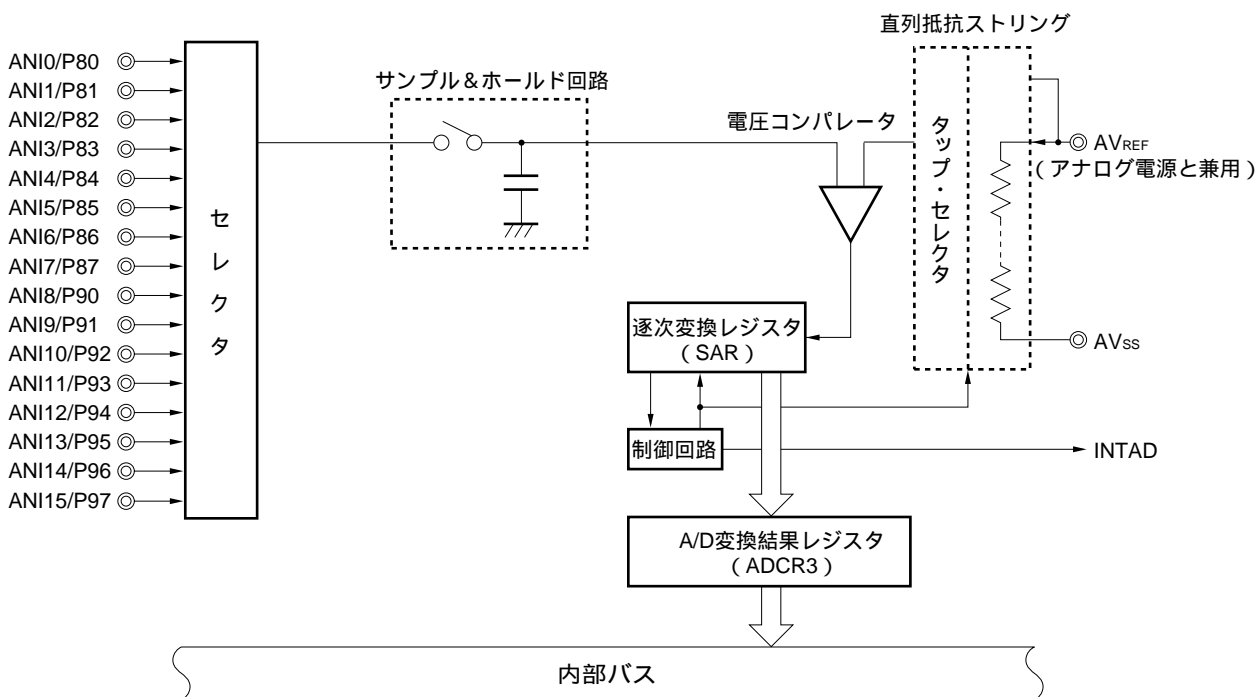 直列抵抗ストリング
ANI0/P80
ANI1/P81
ANI2/P82
ANI3/P83
ANI4/P84
ANI5/P85
ANI6/P86
ANI7/P87
ANI8/P90
ANI9/P91
ANI10/P92
ANI11/P93
ANI12/P94
ANI13/P95
ANI14/P96
ANI15/P97
セレクタ
サンプル&ホールド回路
電圧コンパレータ
タップ・セレクタ
AVREF
(アナログ電源と兼用)
AVSS
逐次変換レジスタ
(SAR)
制御回路
INTAD
A/D変換結果レジスタ
(ADCR3)
内部バス